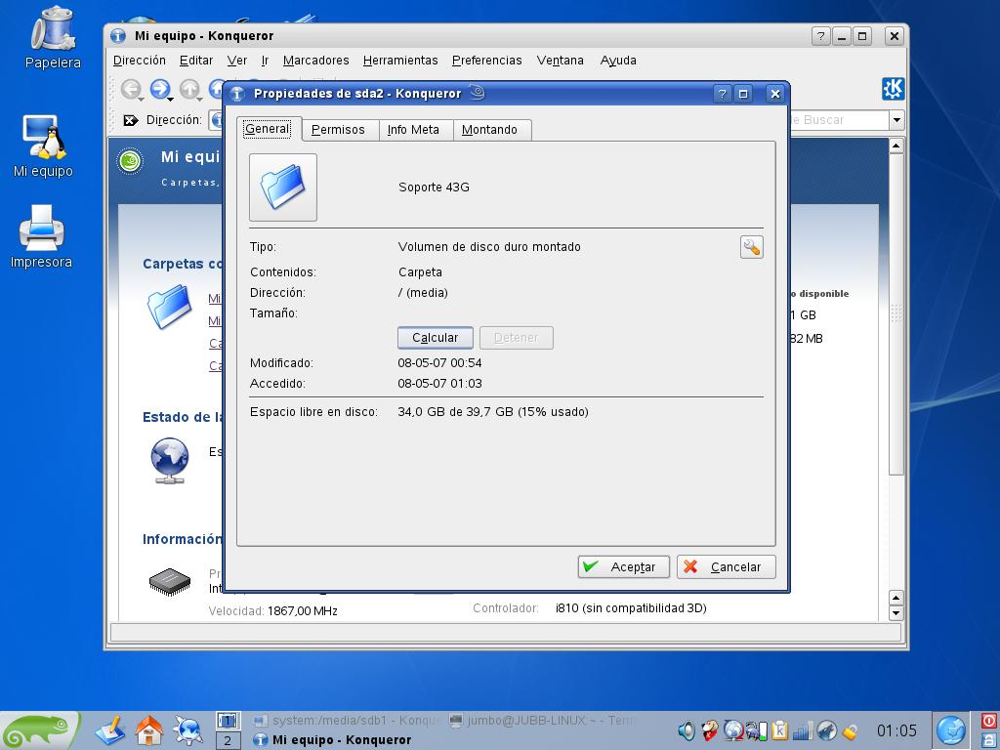 Papelera
Mi equipo
Impresora
Mi equipo - Konqueror
Dirección Editar Ver Ir Marcadores Herramientas Preferencias Ventana Ayuda
Dirección:
Buscar
Mi equi
Carpetas,
Carpetas co
Mi
Mi
Ca
Ca
o disponible
1 GB
82 MB
Estado de la
Es
Información
Pr
Int
Velocidad: 1867,00 MHz
Controlador: i810 (sin compatibilidad 3D)
Propiedades de sda2 - Konqueror
General Permisos Info Meta Montando
Soporte 43G
Tipo: Volumen de disco duro montado
Contenidos: Carpeta
Dirección: / (media)
Tamaño:
Calcular Detener
Modificado: 08-05-07 00:54
Accedido: 08-05-07 01:03
Espacio libre en disco: 34,0 GB de 39,7 GB (15% usado)
Aceptar Cancelar
1
2
system:/media/sdb1 - Konque
jumbo@JUBB-LINUX:~ - Term
Mi equipo - Konqueror
01:05